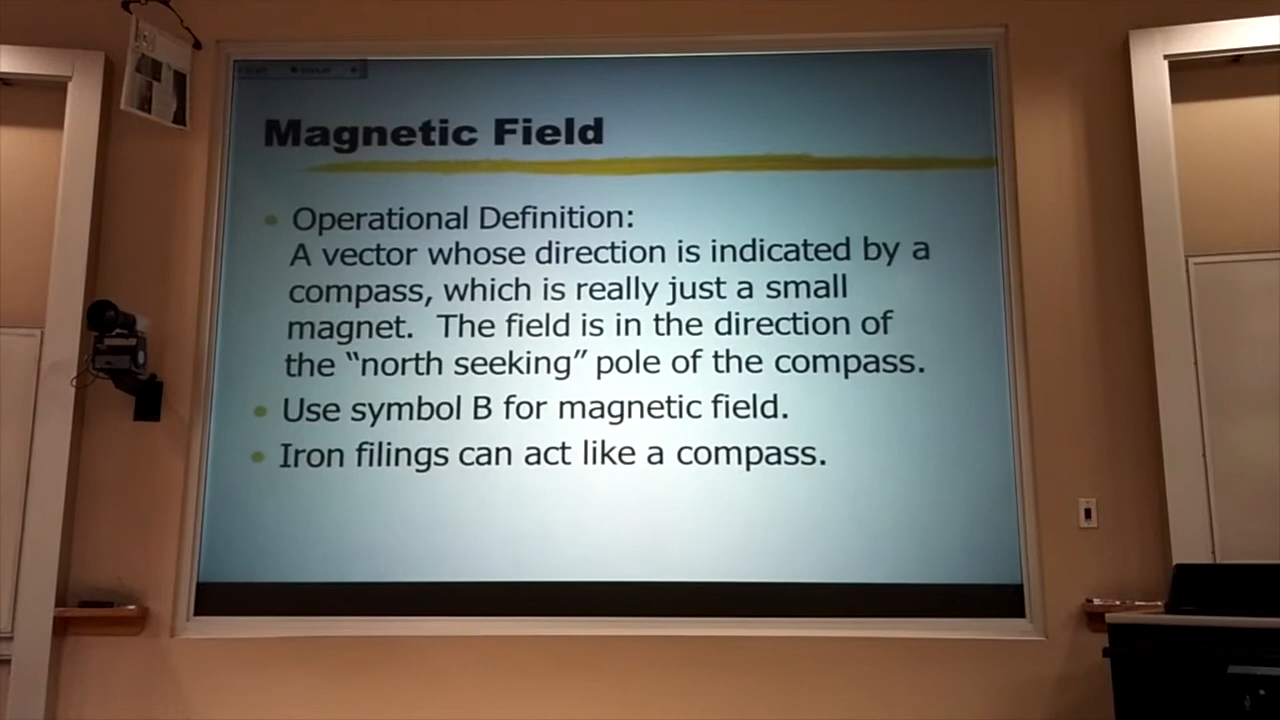 Magnetic Field
Operational Definition:
A vector whose direction is indicated by a
compass, which is really just a small
magnet. The field is in the direction of
the “north seeking” pole of the compass.
Use symbol B for magnetic field.
Iron filings can act like a compass.